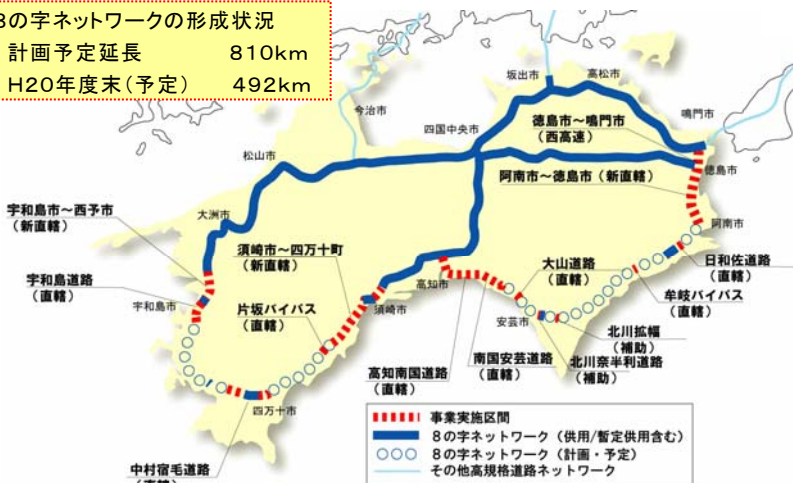 8の字ネットワークの形成状況
計画予定延長 810km
H20年度末(予定) 492km
坂出市
高松市
鳴門市
今治市
四国中央市
徳島市～鳴門市
(西高速)
松山市
徳島市
阿南市～徳島市(新直轄)
宇和島市～西予市
(新直轄)
大洲市
阿南市
須崎市～四万十町
(新直轄)
日和佐道路
(直轄)
大山道路
(直轄)
宇和島道路
(直轄)
高知市
牟岐バイパス
(直轄)
宇和島市
片坂バイパス
(直轄)
須崎市
安芸市
北川拡幅
(補助)
高知南国道路
(直轄)
南国安芸道路
(直轄)
北川奈半利道路
(補助)
四万十市
事業実施区間
8の字ネットワーク(供用/暫定供用含む)
8の字ネットワーク(計画・予定)
その他高規格道路ネットワーク
中村宿毛道路
(直轄)